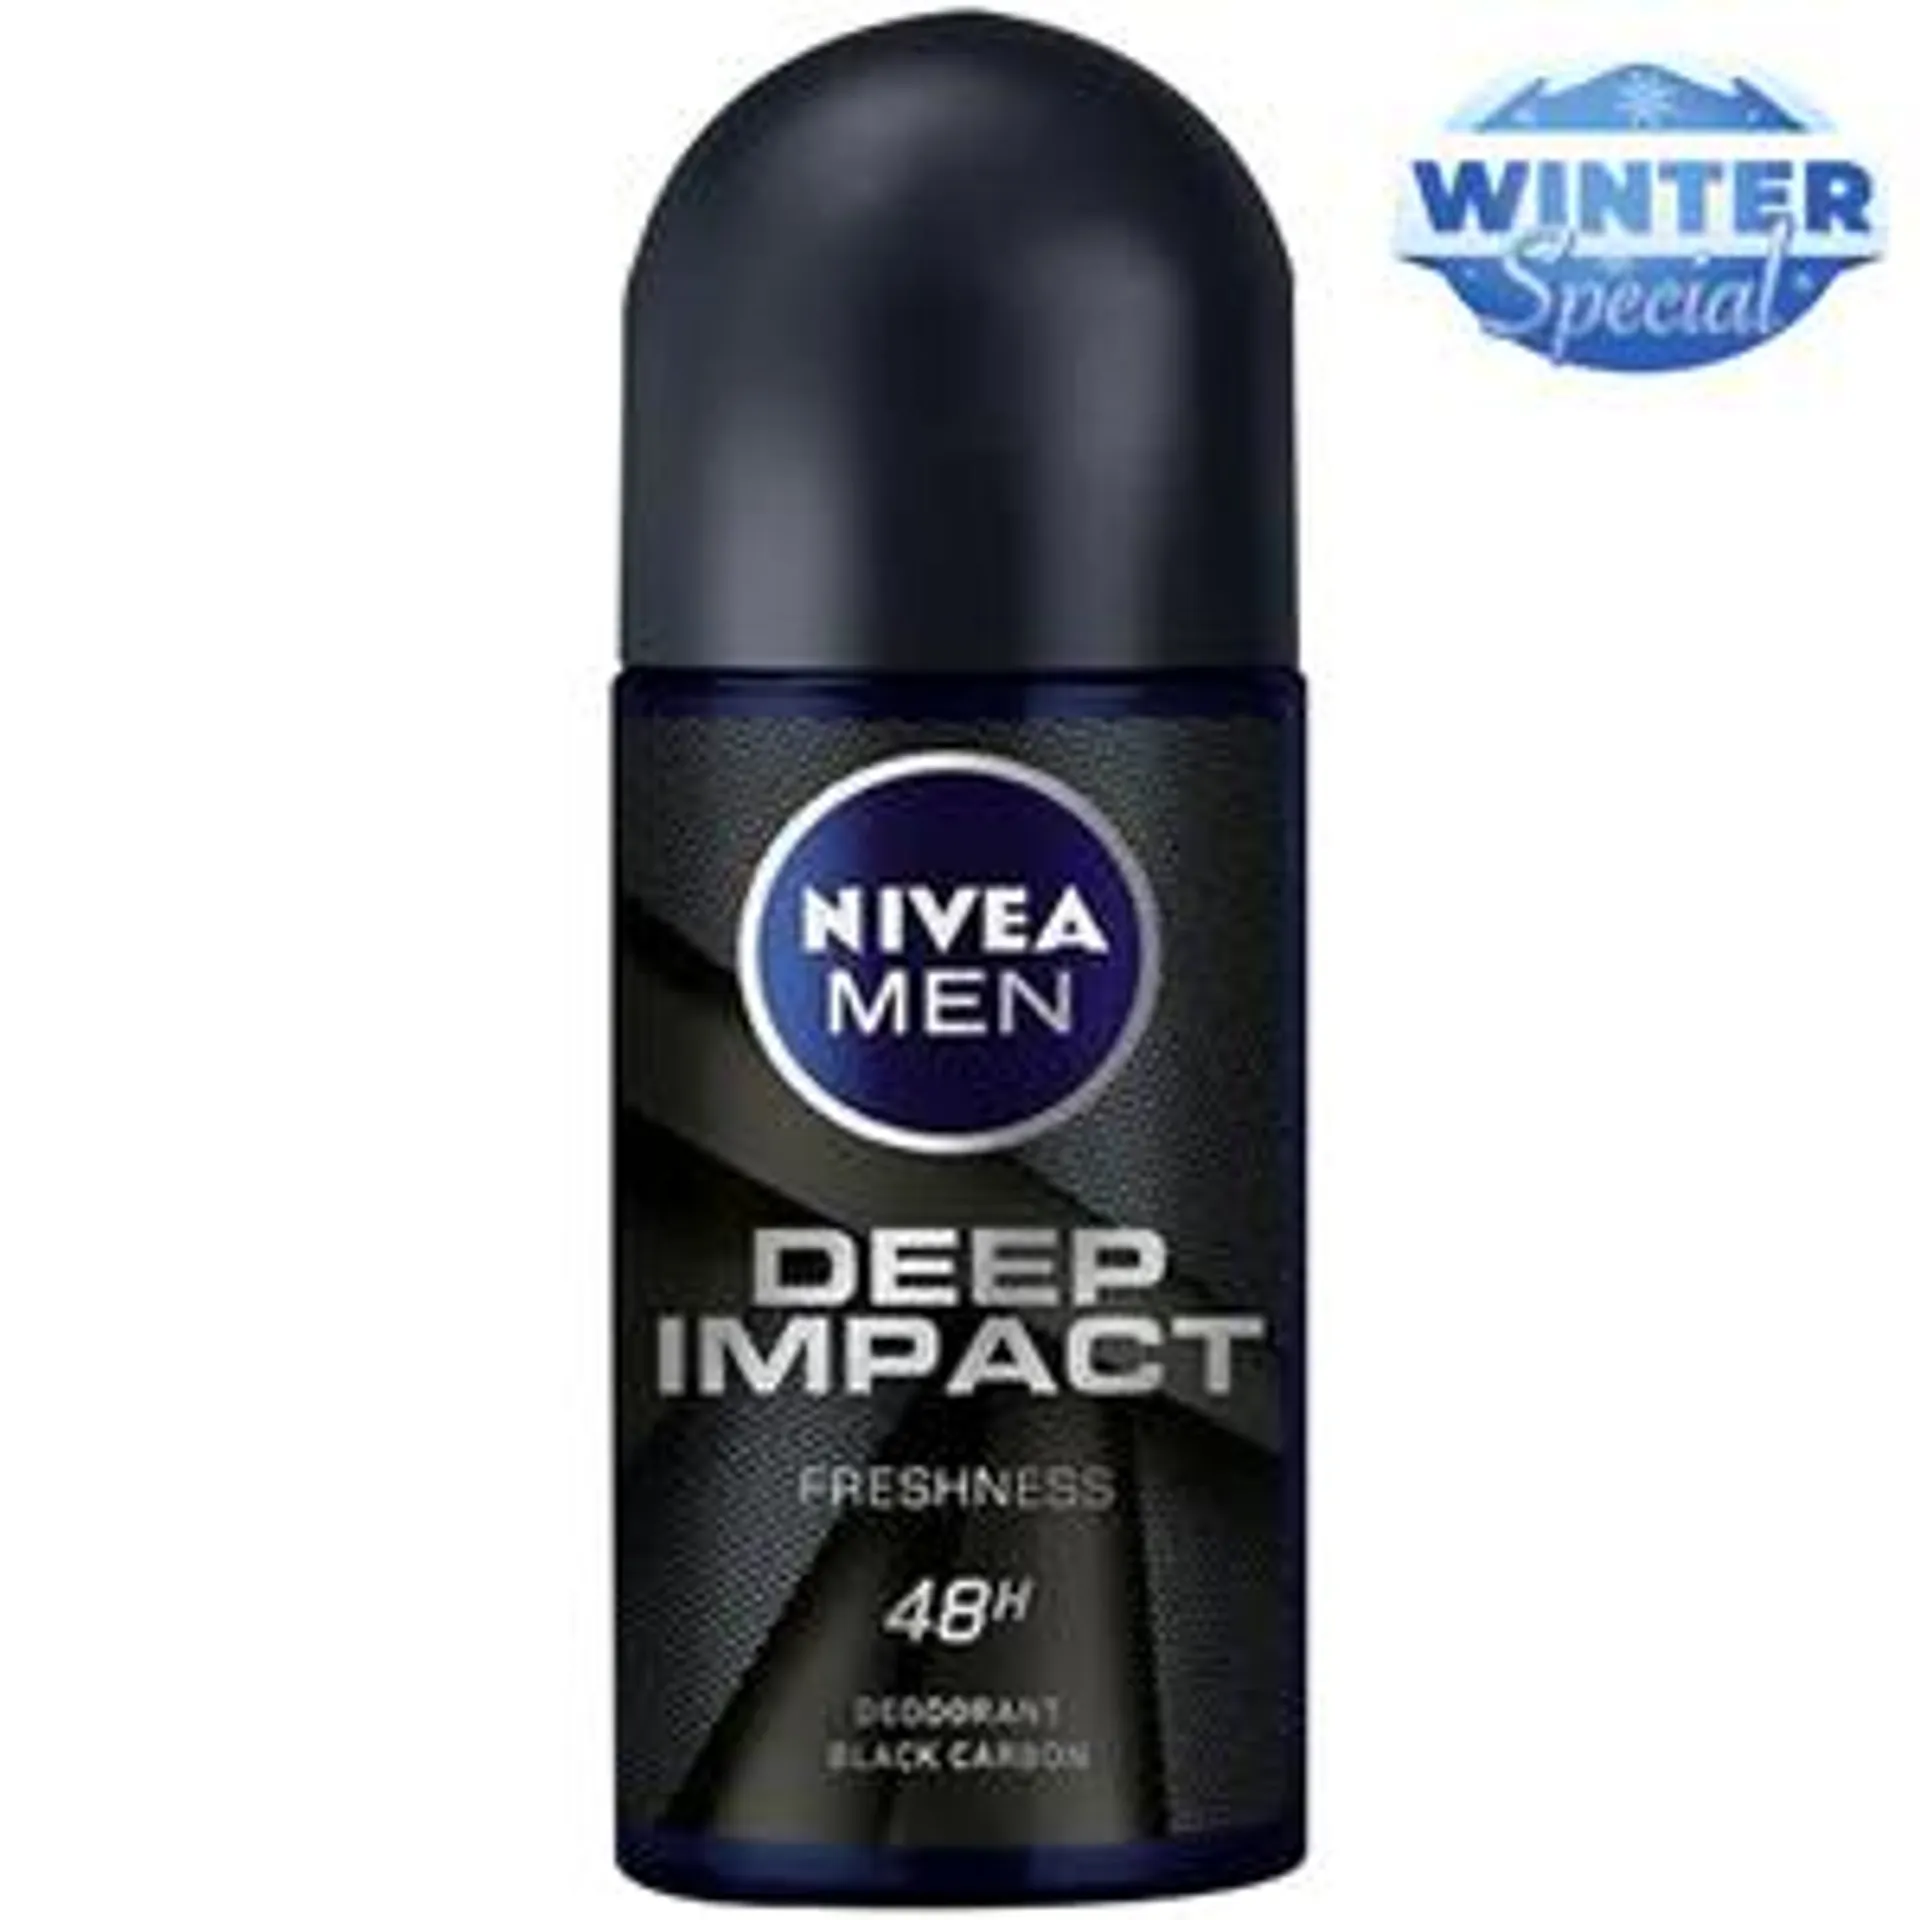 WINTER
Special
NIVEA
MEN
DEEP
IMPACT
FRESHNESS
48H
DEODORANT
BLACK CARBON